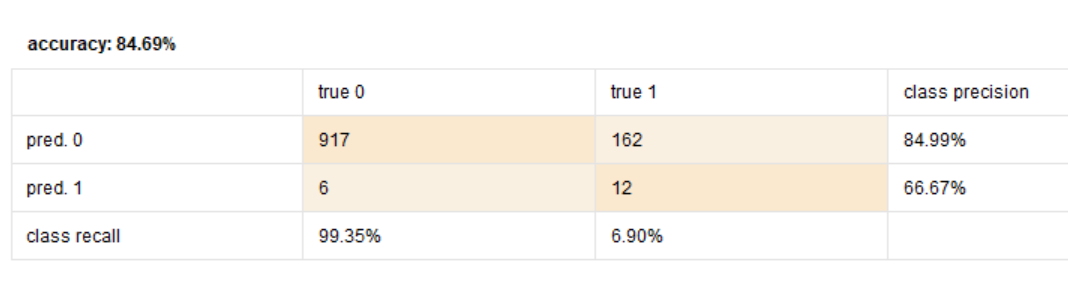 accuracy: 84.69%
true 0 true 1 class precision
pred. 0 917 162 84.99%
pred. 1 6 12 66.67%
class recall 99.35% 6.90%